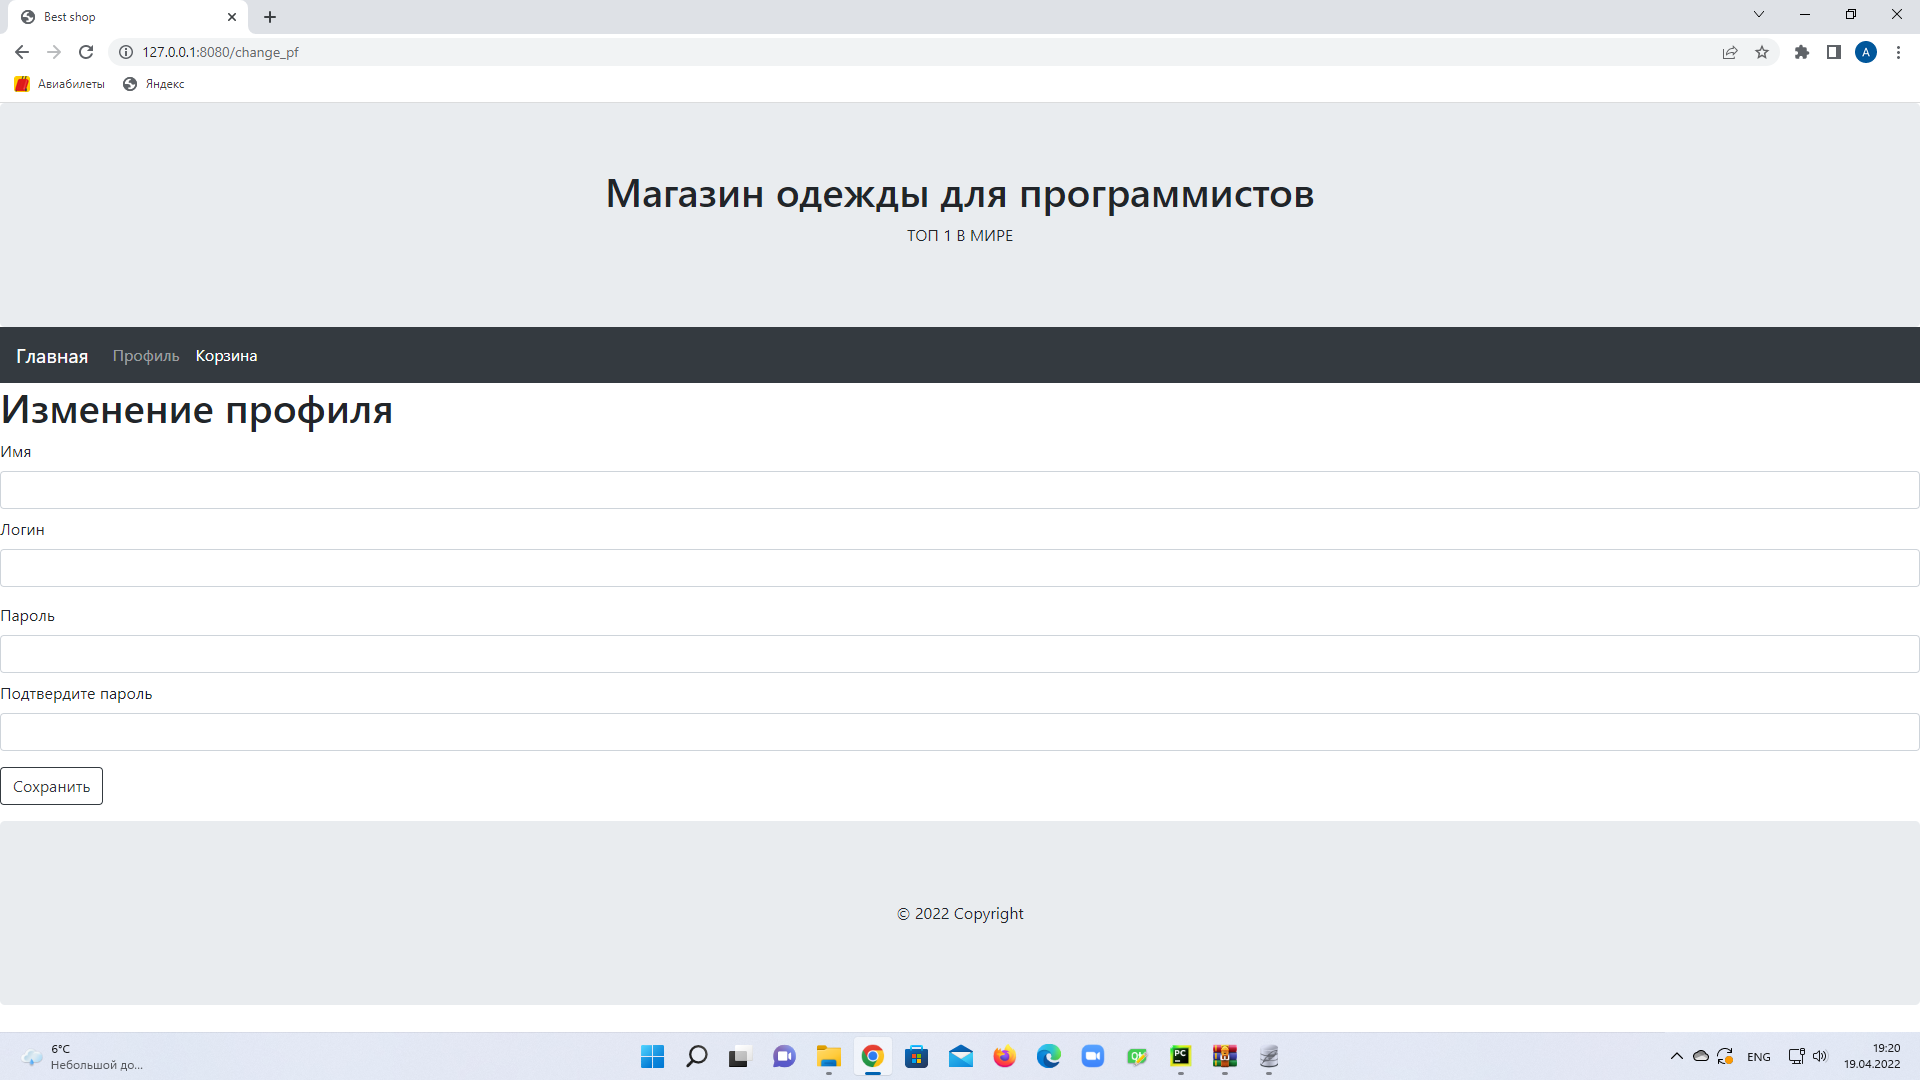 Best shop
127.0.0.1:8080/change_pf
A
Авиабилеты
Яндекс
Магазин одежды для программистов
ТОП 1 В МИРЕ
Главная
Профиль
Корзина
Изменение профиля
Имя
Логин
Пароль
Подтвердите пароль
Сохранить
© 2022 Copyright
6°C
Небольшой до...
PC
ENG
19:20
19.04.2022